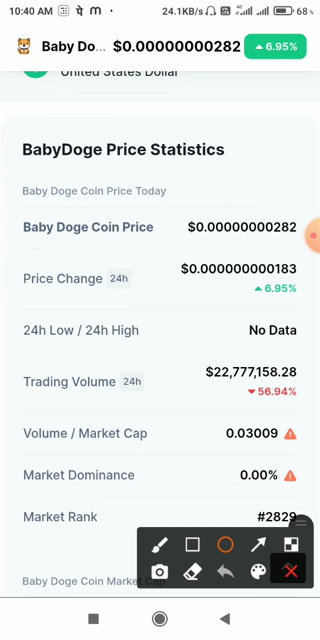 10:40 AM 24.1KB/s 68
Baby Do... $0.00000000282 6.95%
United States Dollar
BabyDoge Price Statistics
Baby Doge Coin Price Today
Baby Doge Coin Price $0.00000000282
Price Change 24h $0.000000000183
6.95%
24h Low / 24h High No Data
Trading Volume 24h $22,777,158.28
56.94%
Volume / Market Cap 0.03009
Market Dominance 0.00%
Market Rank #2829
Baby Doge Coin Market Cap